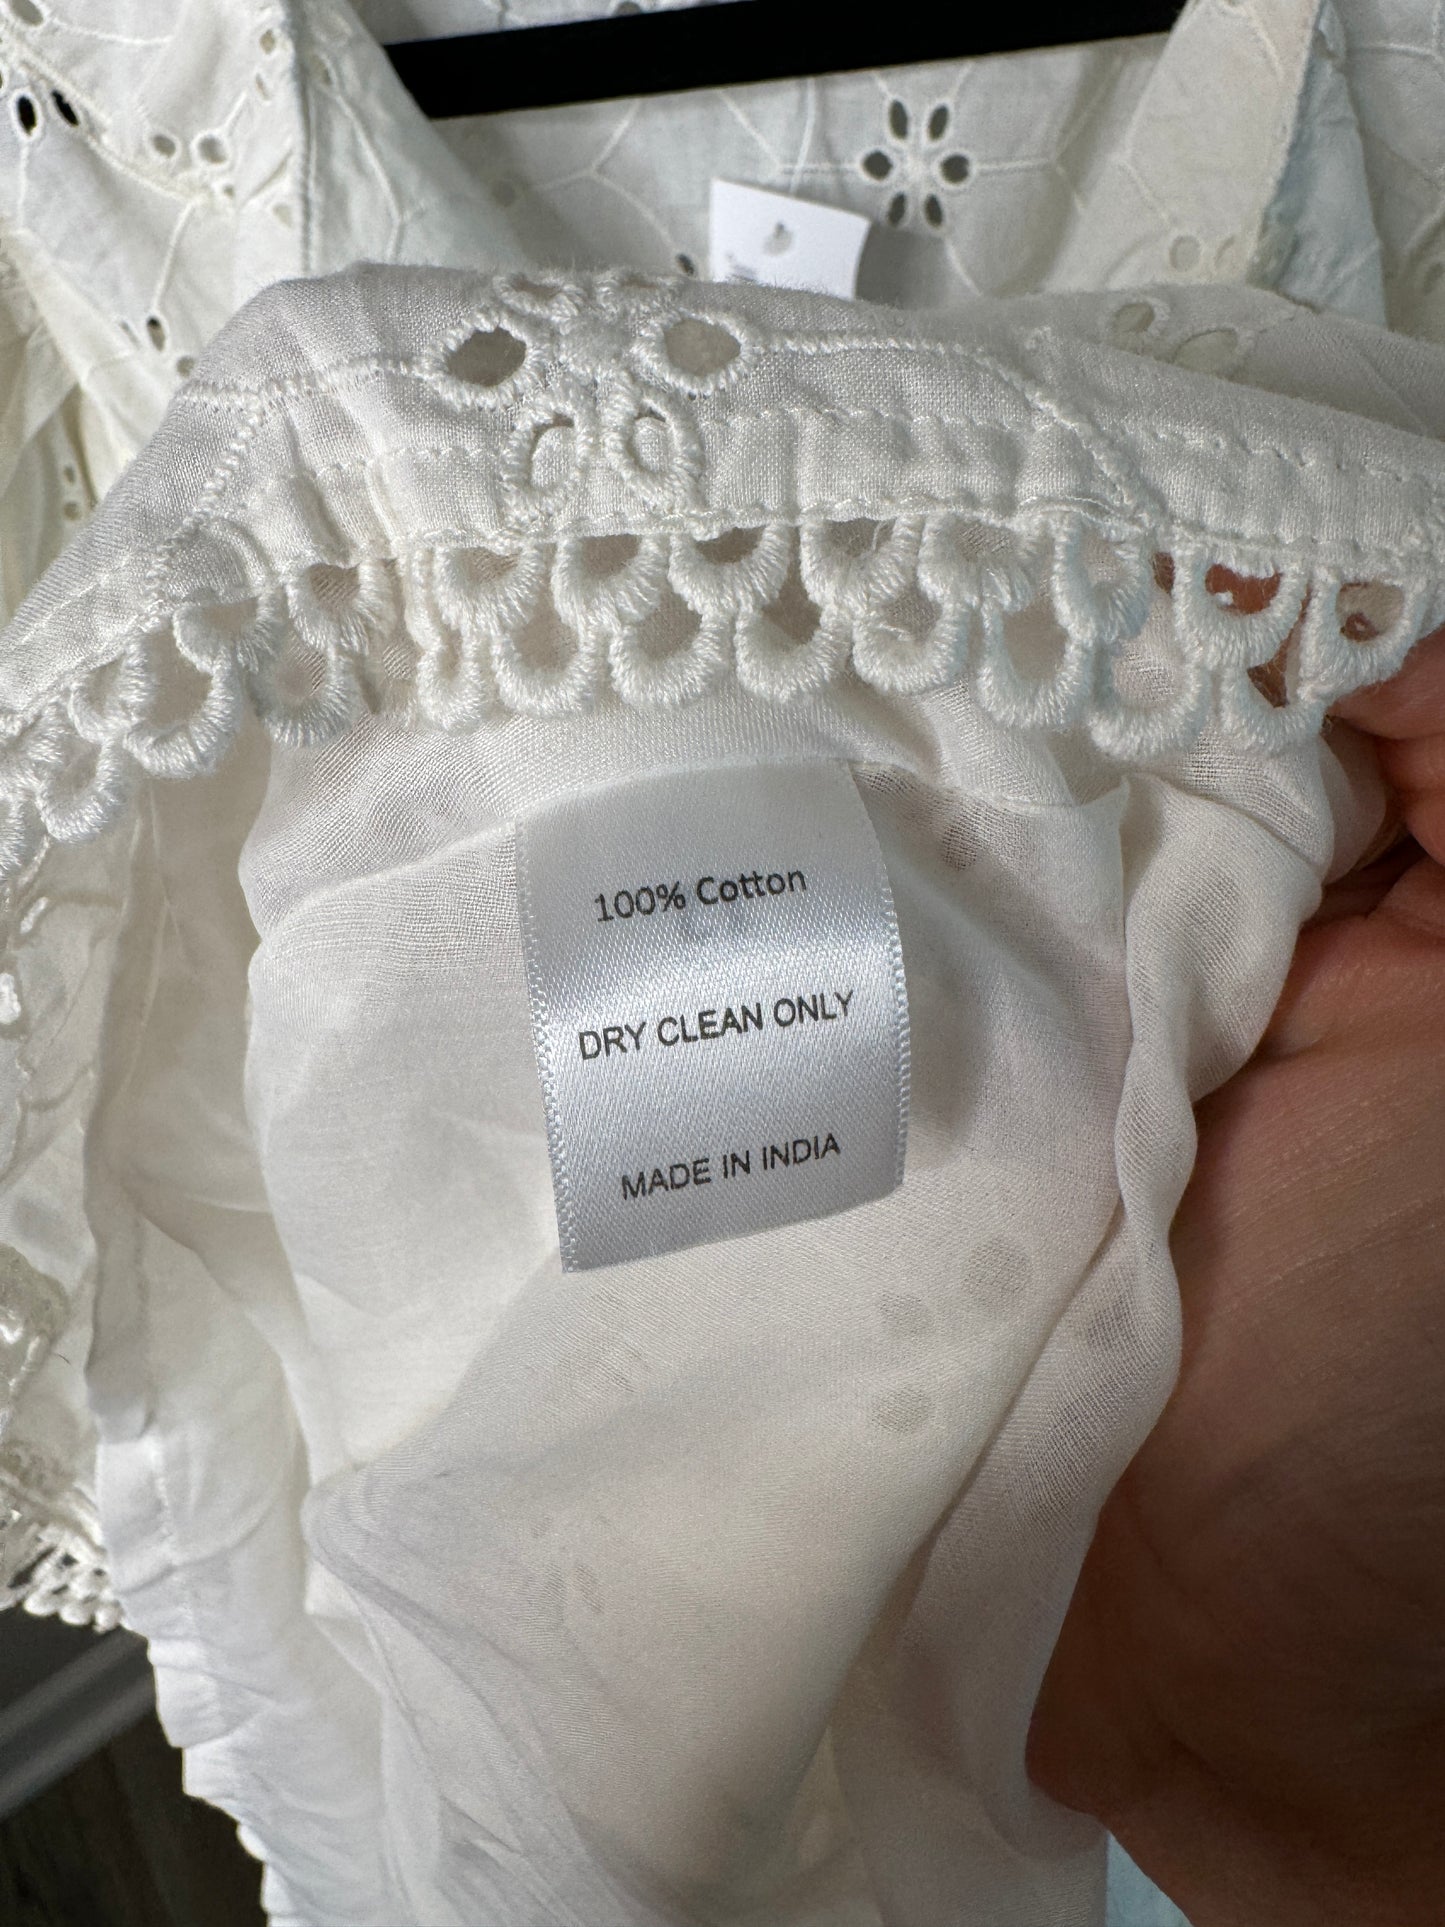 100% Cotton
DRY CLEAN ONLY
MADE IN INDIA